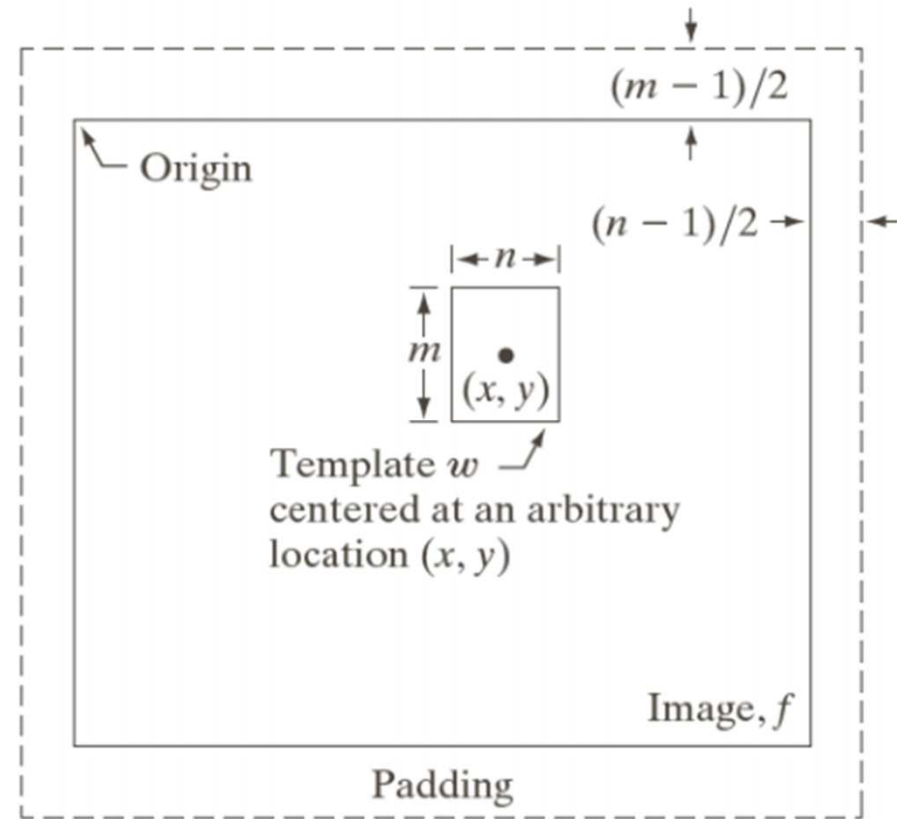 (m − 1)/2
Origin
(n − 1)/2
n
m
(x, y)
Template w
centered at an arbitrary
location (x, y)
Image, f
Padding